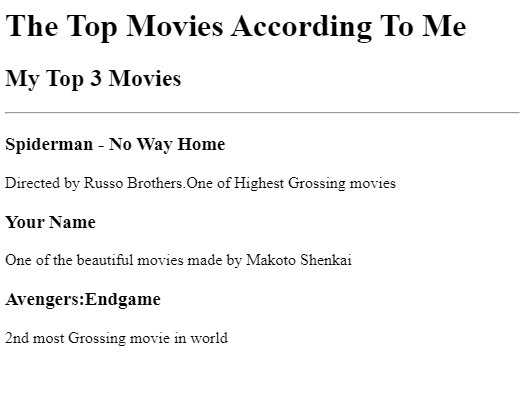 The Top Movies According To Me
My Top 3 Movies
Spiderman - No Way Home
Directed by Russo Brothers.One of Highest Grossing movies
Your Name
One of the beautiful movies made by Makoto Shenkai
Avengers:Endgame
2nd most Grossing movie in world